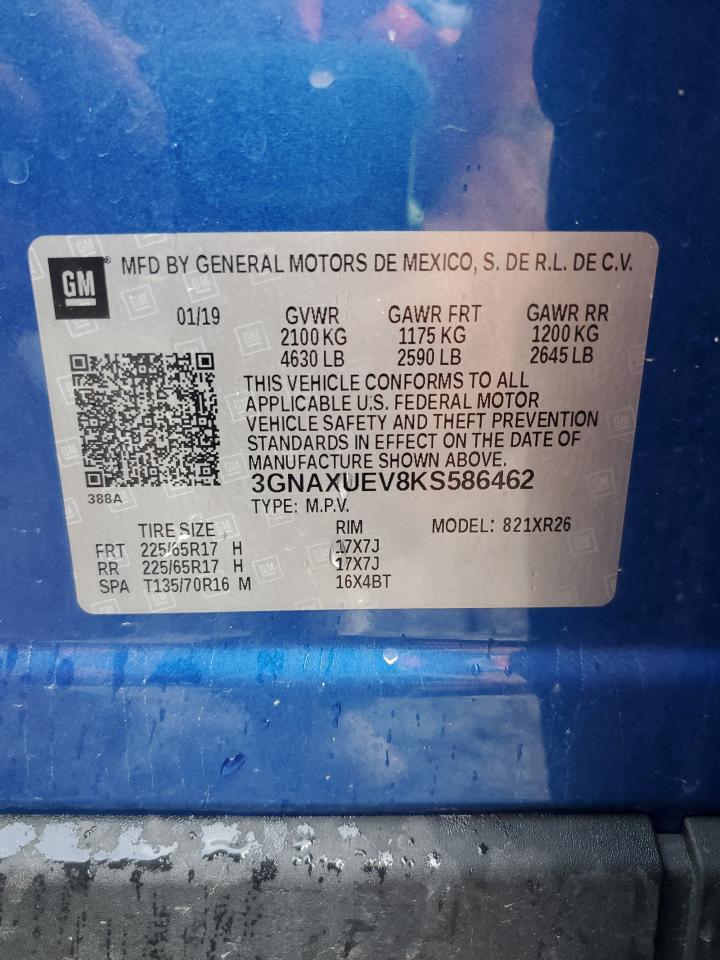 GM ® MFD BY GENERAL MOTORS DE MEXICO, S. DE R.L. DE C.V.
01/19 GVWR GAWR FRT GAWR RR
2100 KG 1175 KG 1200 KG
4630 LB 2590 LB 2645 LB
THIS VEHICLE CONFORMS TO ALL
APPLICABLE U.S. FEDERAL MOTOR
VEHICLE SAFETY AND THEFT PREVENTION
STANDARDS IN EFFECT ON THE DATE OF
MANUFACTURE SHOWN ABOVE.
388A 3GNAXUEV8KS586462
TYPE: M.P.V.
TIRE SIZE RIM MODEL: 821XR26
FRT 225/65R17 H 17X7J
RR 225/65R17 H 17X7J
SPA T135/70R16 M 16X4BT